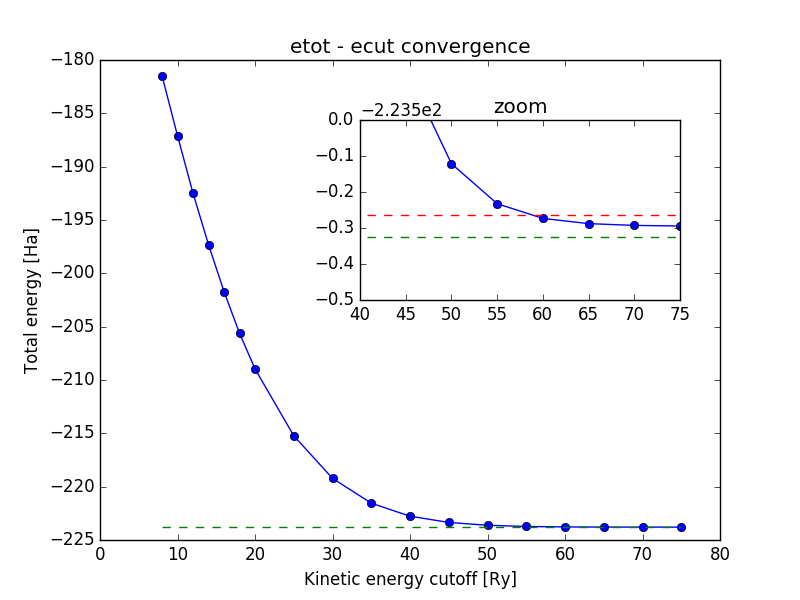 etot - ecut convergence
Total energy [Ha]
−180
−185
−190
−195
−200
−205
−210
−215
−220
−225
0 10 20 30 40 50 60 70 80
Kinetic energy cutoff [Ry]
zoom
−2.235e2
0.0
−0.1
−0.2
−0.3
−0.4
−0.5
40 45 50 55 60 65 70 75